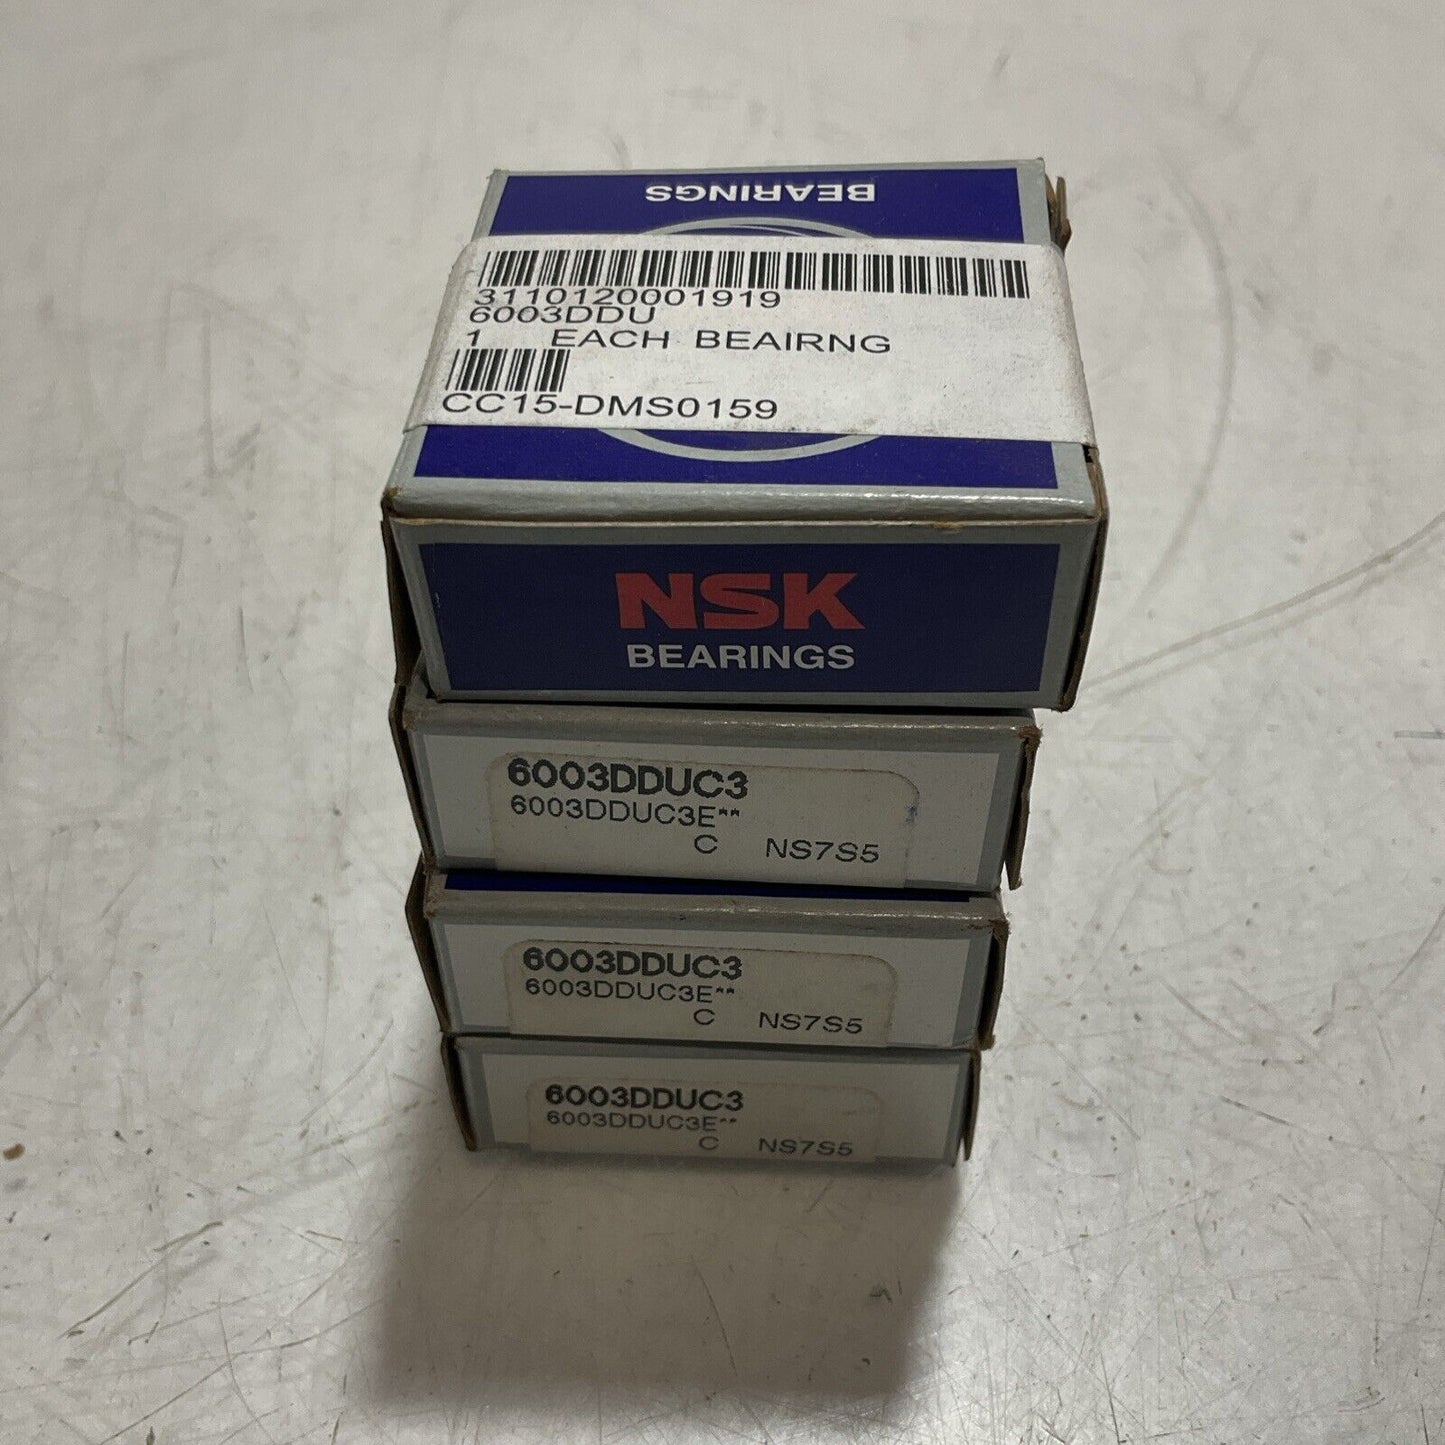 BEARINGS
3110120001919
6003DDU
1 EACH BEAIRNG
CC15-DMS0159
NSK
BEARINGS
6003DDUC3
6003DDUC3E**
C NS7S5
6003DDUC3
6003DDUC3E**
C NS7S5
6003DDUC3
6003DDUC3E**
C NS7S5